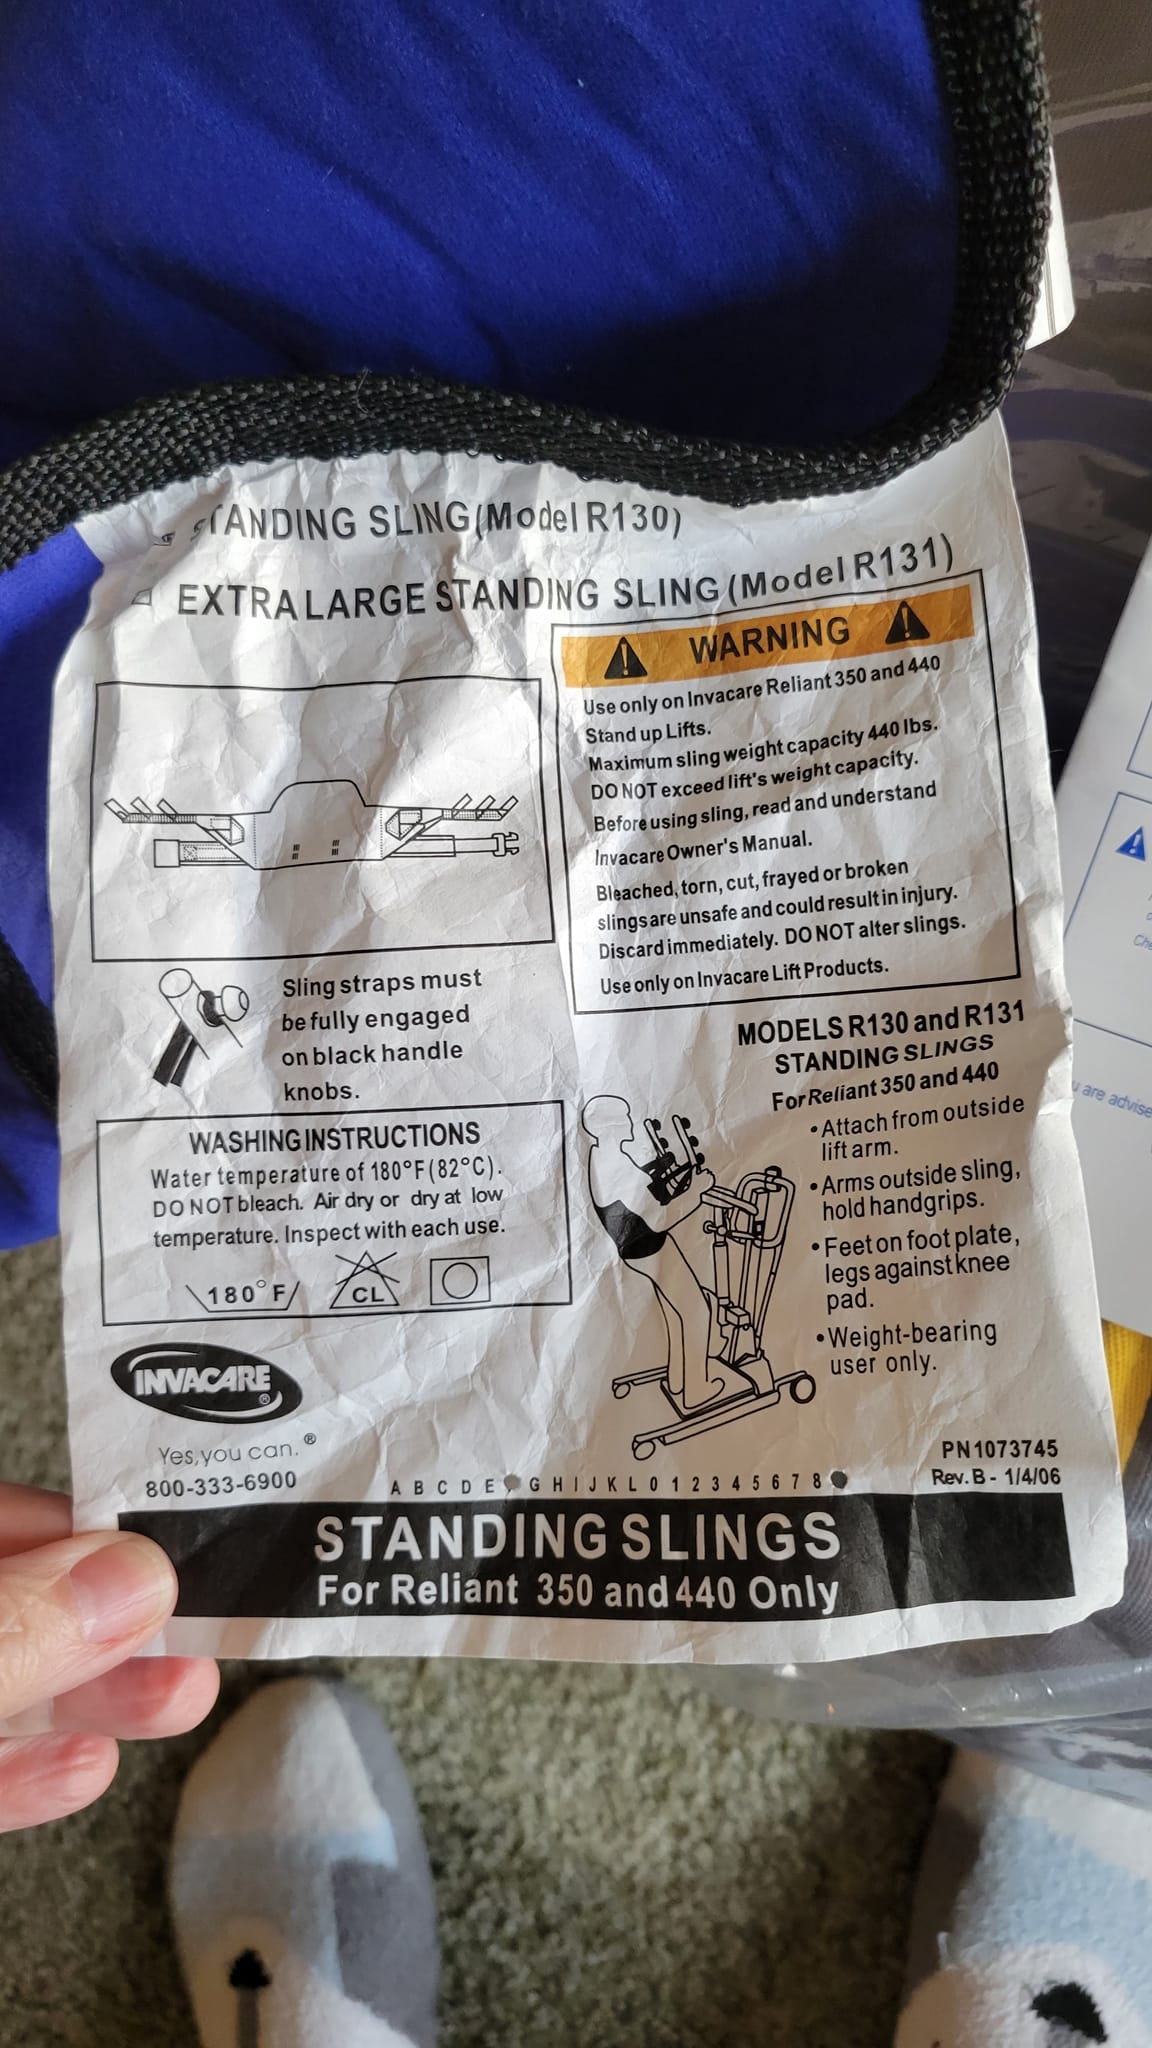 STANDING SLING (Model R130)
EXTRA LARGE STANDING SLING (Model R131)
WARNING
Use only on Invacare Reliant 350 and 440
Stand up Lifts.
Maximum sling weight capacity 440 lbs.
DO NOT exceed lift's weight capacity.
Before using sling, read and understand
Invacare Owner's Manual.
Bleached, torn, cut, frayed or broken
slings are unsafe and could result in injury.
Discard immediately. DO NOT alter slings.
Use only on Invacare Lift Products.
Sling straps must
be fully engaged
on black handle
knobs.
WASHING INSTRUCTIONS
Water temperature of 180°F (82°C).
DO NOT bleach. Air dry or dry at low
temperature. Inspect with each use.
180°F
CL
MODELS R130 and R131
STANDING SLINGS
For Reliant 350 and 440
• Attach from outside
lift arm.
• Arms outside sling,
hold handgrips.
• Feet on foot plate,
legs against knee
pad.
• Weight-bearing
user only.
INVACARE ®
Yes, you can.®
800-333-6900
A B C D E G H I J K L 0 1 2 3 4 5 6 7 8
PN 1073745
Rev. B - 1/4/06
STANDING SLINGS
For Reliant 350 and 440 Only
are advise